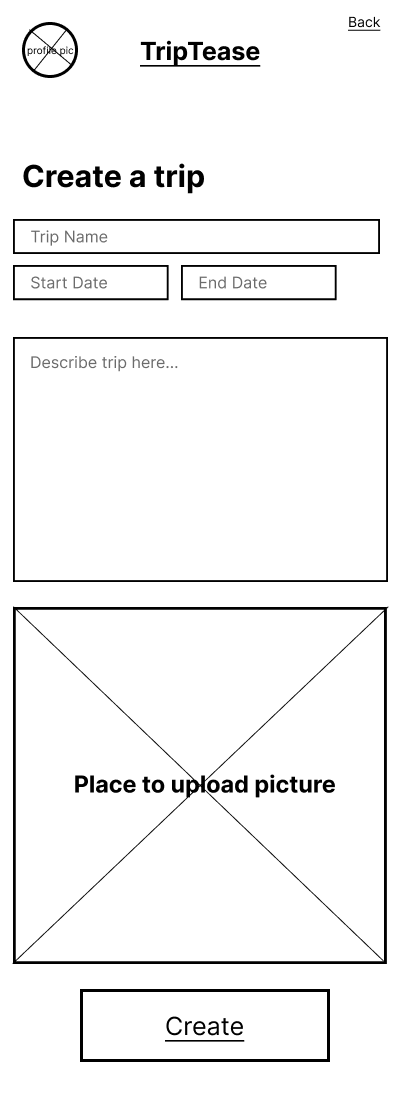 Back
profile pic
TripTease
Create a trip
Trip Name
Start Date
End Date
Describe trip here...
Place to upload picture
Create